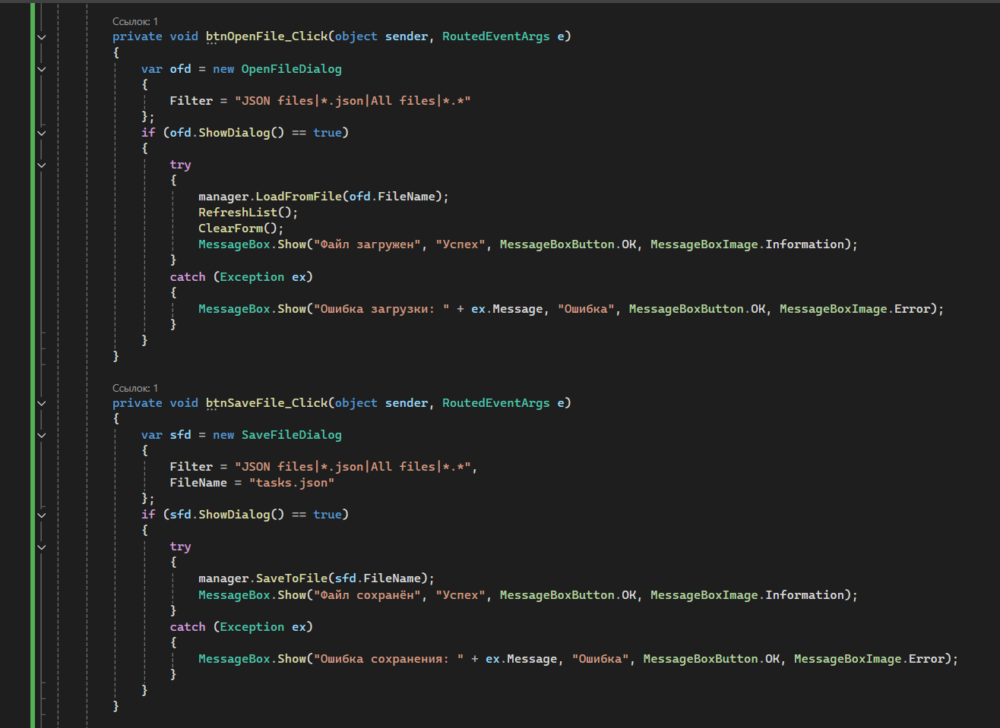 Ссылок: 1
private void btnOpenFile_Click(object sender, RoutedEventArgs e)
{
    var ofd = new OpenFileDialog
    {
        Filter = "JSON files|*.json|All files|*.*"
    };
    if (ofd.ShowDialog() == true)
    {
        try
        {
            manager.LoadFromFile(ofd.FileName);
            RefreshList();
            ClearForm();
            MessageBox.Show("Файл загружен", "Успех", MessageBoxButton.OK, MessageBoxImage.Information);
        }
        catch (Exception ex)
        {
            MessageBox.Show("Ошибка загрузки: " + ex.Message, "Ошибка", MessageBoxButton.OK, MessageBoxImage.Error);
        }
    }
}
Ссылок: 1
private void btnSaveFile_Click(object sender, RoutedEventArgs e)
{
    var sfd = new SaveFileDialog
    {
        Filter = "JSON files|*.json|All files|*.*",
        FileName = "tasks.json"
    };
    if (sfd.ShowDialog() == true)
    {
        try
        {
            manager.SaveToFile(sfd.FileName);
            MessageBox.Show("Файл сохранён", "Успех", MessageBoxButton.OK, MessageBoxImage.Information);
        }
        catch (Exception ex)
        {
            MessageBox.Show("Ошибка сохранения: " + ex.Message, "Ошибка", MessageBoxButton.OK, MessageBoxImage.Error);
        }
    }
}